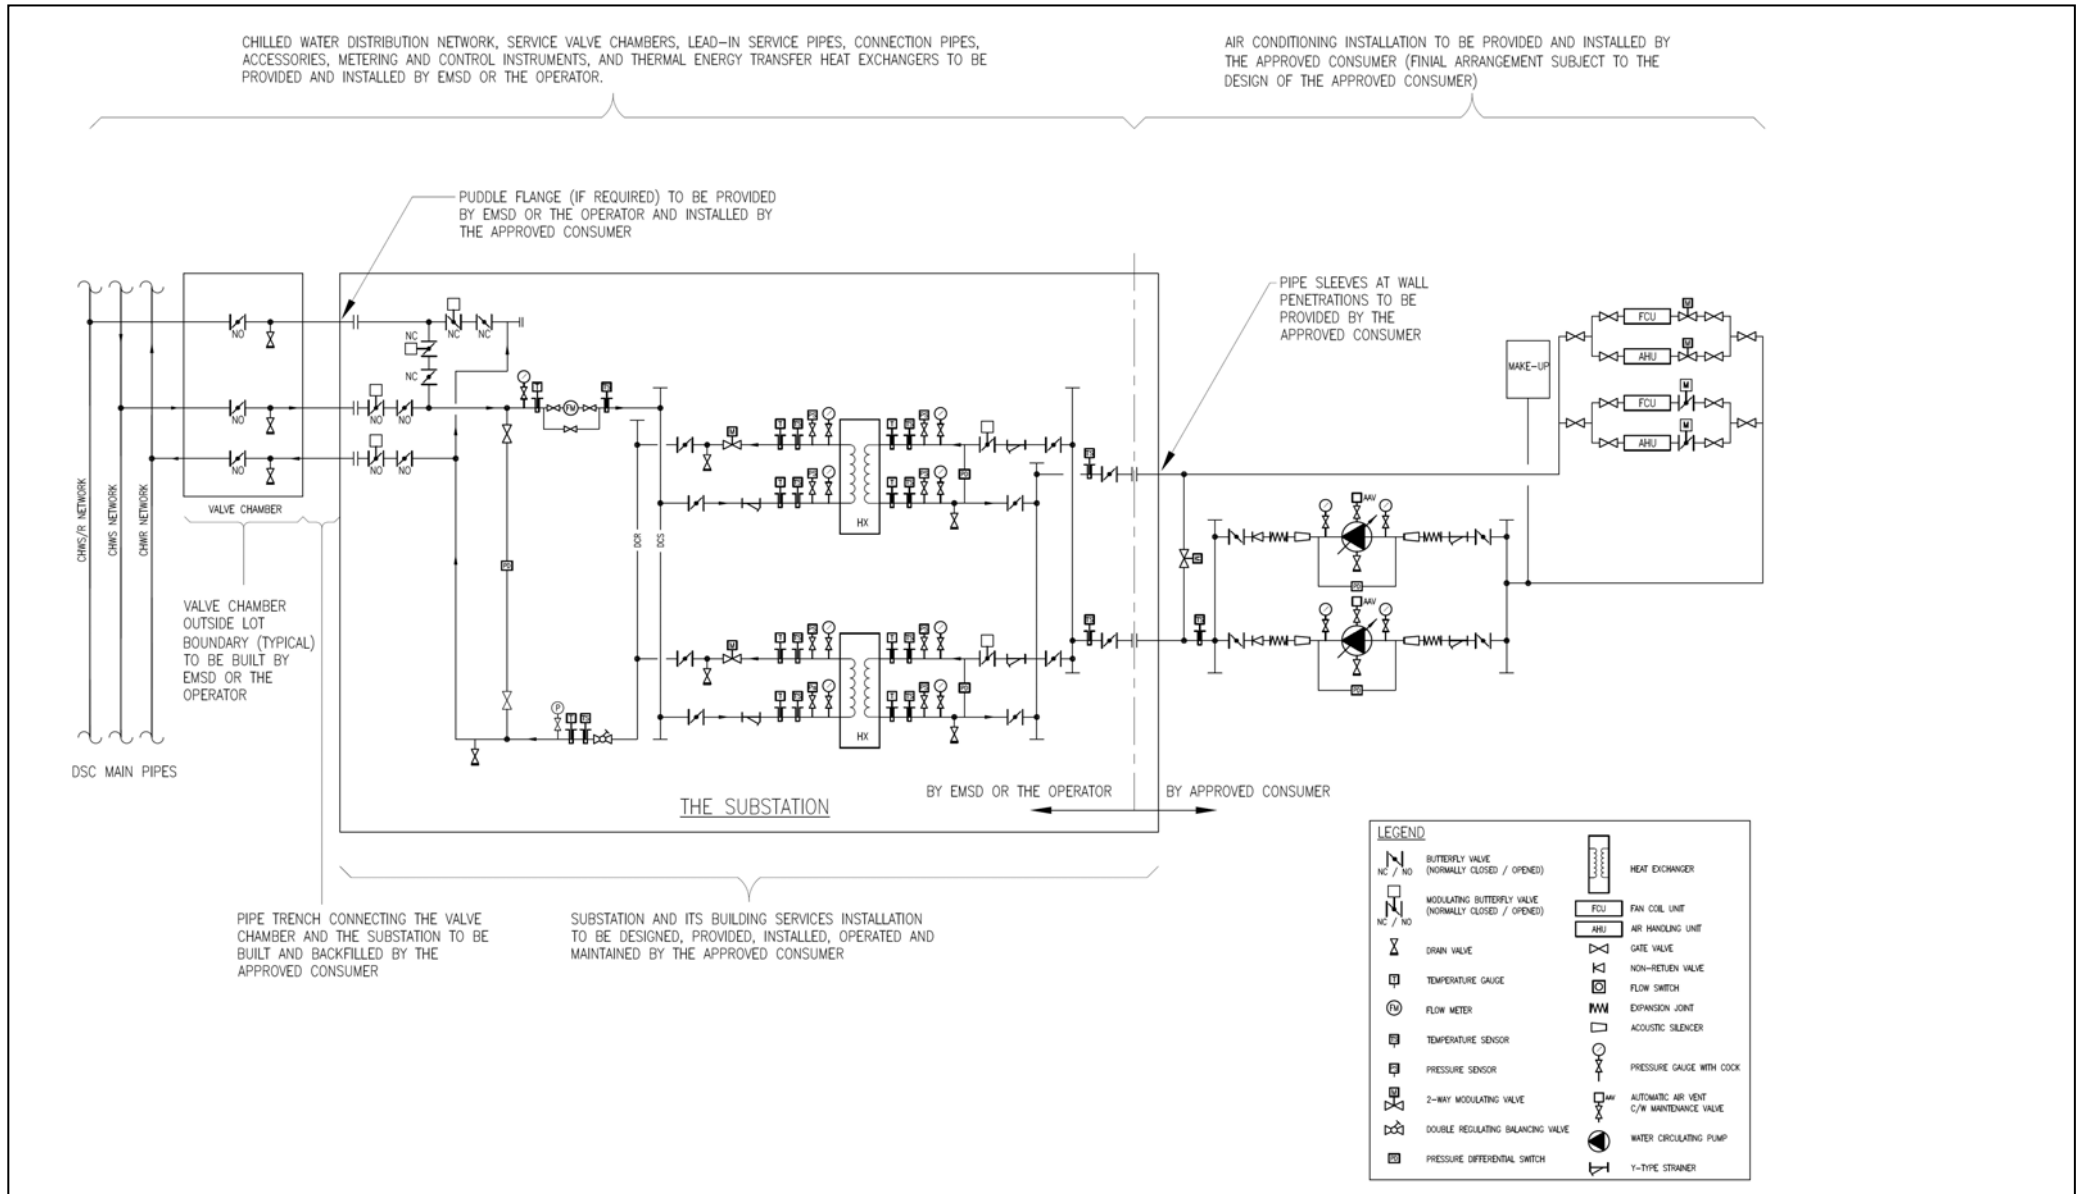 CHILLED WATER DISTRIBUTION NETWORK, SERVICE VALVE CHAMBERS, LEAD-IN SERVICE PIPES, CONNECTION PIPES,
ACCESSORIES, METERING AND CONTROL INSTRUMENTS, AND THERMAL ENERGY TRANSFER HEAT EXCHANGERS TO BE
PROVIDED AND INSTALLED BY EMSD OR THE OPERATOR.
AIR CONDITIONING INSTALLATION TO BE PROVIDED AND INSTALLED BY
THE APPROVED CONSUMER (FINIAL ARRANGEMENT SUBJECT TO THE
DESIGN OF THE APPROVED CONSUMER)
PUDDLE FLANGE (IF REQUIRED) TO BE PROVIDED
BY EMSD OR THE OPERATOR AND INSTALLED BY
THE APPROVED CONSUMER
PIPE SLEEVES AT WALL
PENETRATIONS TO BE
PROVIDED BY THE
APPROVED CONSUMER
NO
NO
NO
NC
NC
NC
NC
NO
NO
NO
NO
T
FM
M
T
T
T
T
HX
DCR
DCS
M
T
T
T
T
HX
P
T
CHWS/R NETWORK
CHWS NETWORK
CHWR NETWORK
VALVE CHAMBER
VALVE CHAMBER
OUTSIDE LOT
BOUNDARY (TYPICAL)
TO BE BUILT BY
EMSD OR THE
OPERATOR
DSC MAIN PIPES
MAKE-UP
FCU
M
AHU
M
FCU
M
AHU
M
AAV
AAV
THE SUBSTATION
BY EMSD OR THE OPERATOR
BY APPROVED CONSUMER
PIPE TRENCH CONNECTING THE VALVE
CHAMBER AND THE SUBSTATION TO BE
BUILT AND BACKFILLED BY THE
APPROVED CONSUMER
SUBSTATION AND ITS BUILDING SERVICES INSTALLATION
TO BE DESIGNED, PROVIDED, INSTALLED, OPERATED AND
MAINTAINED BY THE APPROVED CONSUMER
LEGEND
NC / NO
BUTTERFLY VALVE
(NORMALLY CLOSED / OPENED)
NC / NO
MODULATING BUTTERFLY VALVE
(NORMALLY CLOSED / OPENED)
DRAIN VALVE
T
TEMPERATURE GAUGE
FM
FLOW METER
TEMPERATURE SENSOR
PRESSURE SENSOR
M
2-WAY MODULATING VALVE
DOUBLE REGULATING BALANCING VALVE
PRESSURE DIFFERENTIAL SWITCH
HEAT EXCHANGER
FCU
FAN COIL UNIT
AHU
AIR HANDLING UNIT
GATE VALVE
NON-RETUEN VALVE
FLOW SWITCH
EXPANSION JOINT
ACOUSTIC SILENCER
PRESSURE GAUGE WITH COCK
AAV
AUTOMATIC AIR VENT
C/W MAINTENANCE VALVE
WATER CIRCULATING PUMP
Y-TYPE STRAINER